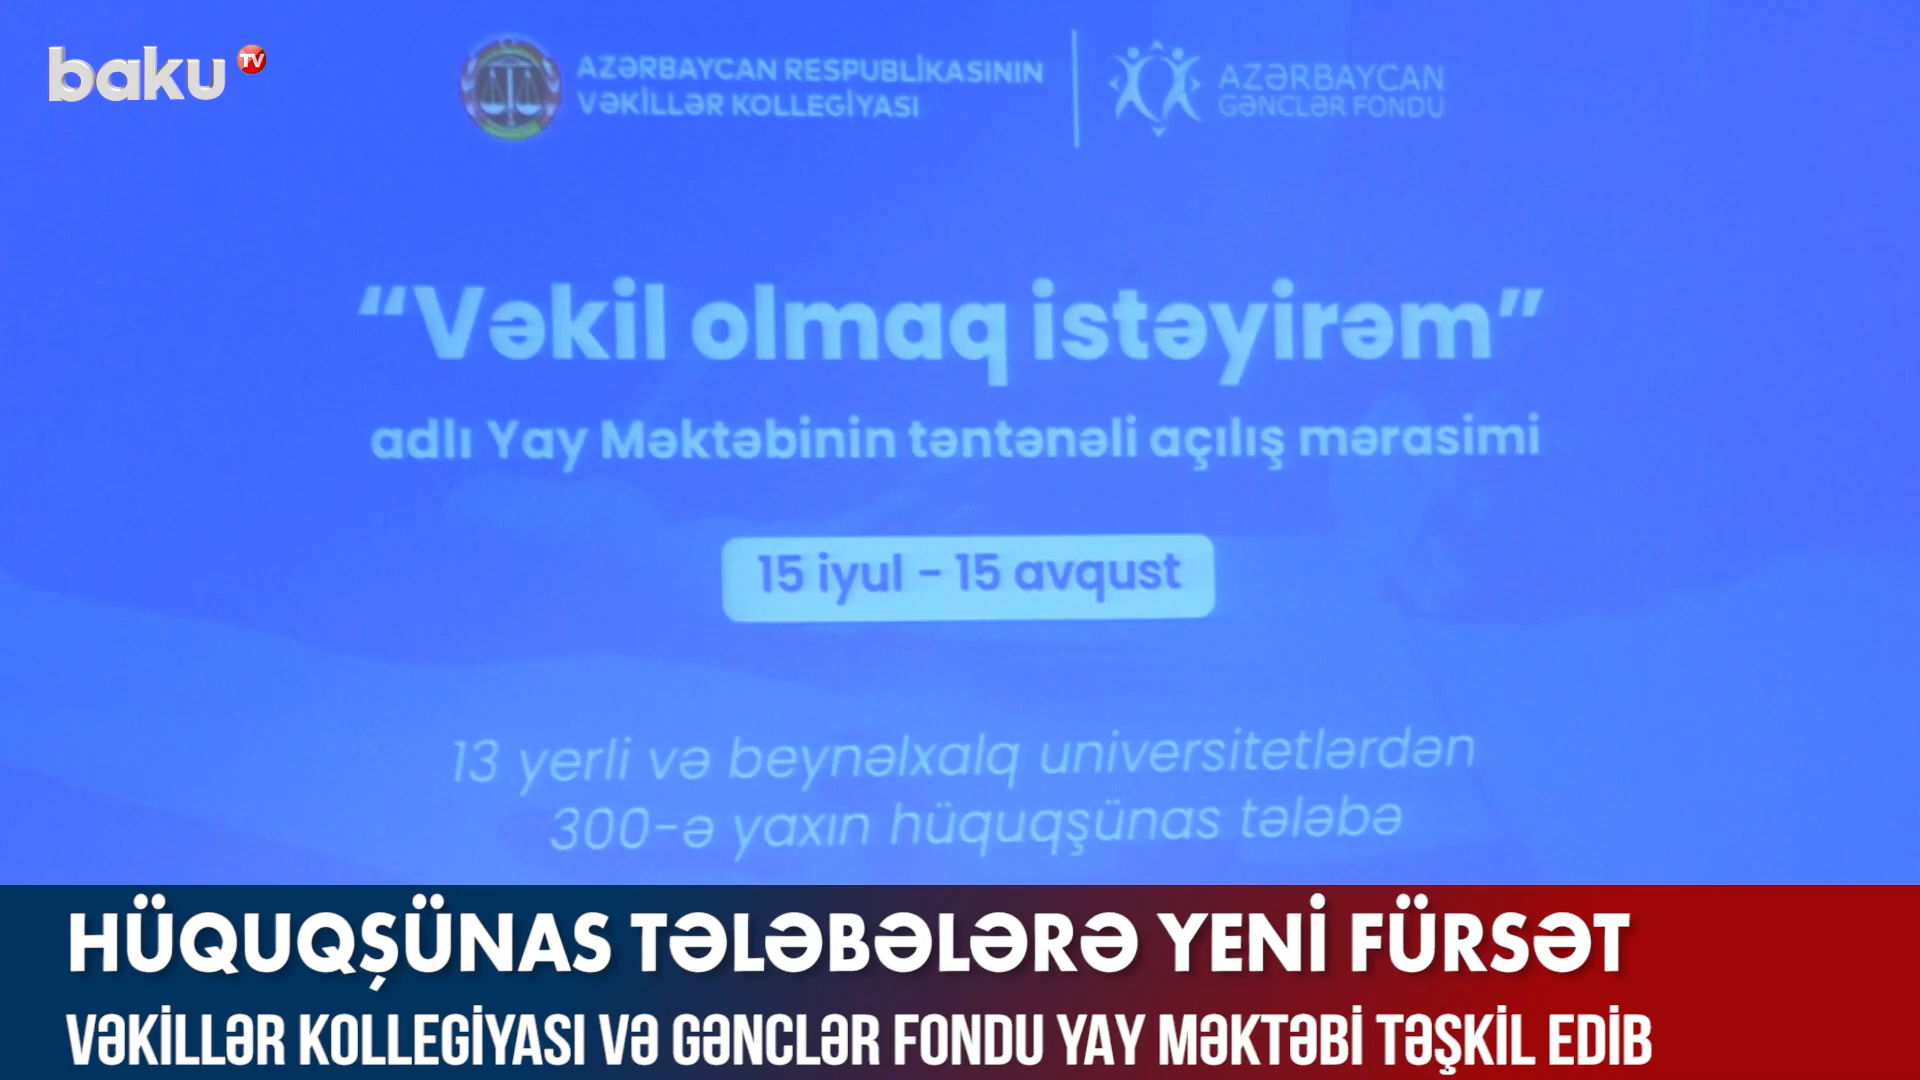 baku TV
AZƏRBAYCAN RESPUBLİKASININ
VƏKİLLƏR KOLLEGİYASI
AZƏRBAYCAN
GƏNCLƏR FONDU
“Vəkil olmaq istəyirəm”
adlı Yay Məktəbinin təntənəli açılış mərasimi
15 iyul - 15 avqust
13 yerli və beynəlxalq universitetlərdən
300-ə yaxın hüquqşünas tələbə
HÜQUQŞÜNAS TƏLƏBƏLƏRƏ YENİ FÜRSƏT
VƏKİLLƏR KOLLEGİYASI VƏ GƏNCLƏR FONDU YAY MƏKTƏBİ TƏŞKİL EDİB